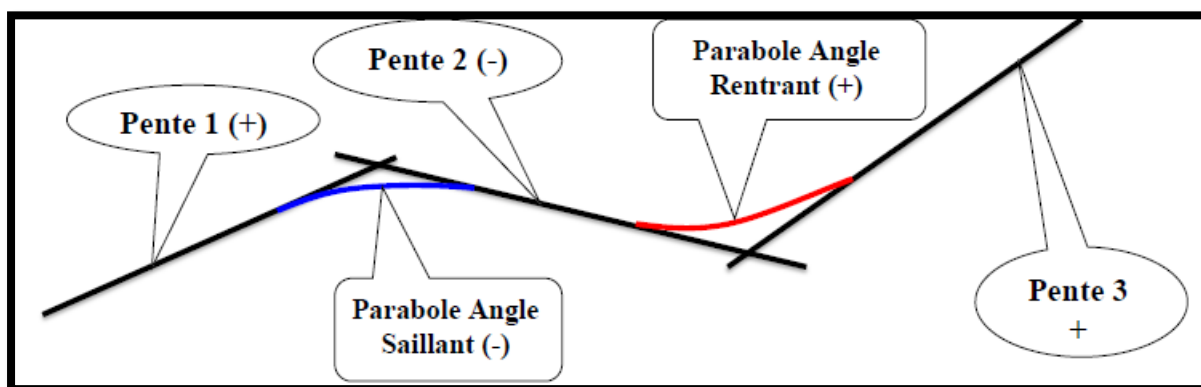 Pente 1 (+)
Pente 2 (-)
Parabole Angle
Rentrant (+)
Parabole Angle
Saillant (-)
Pente 3
+